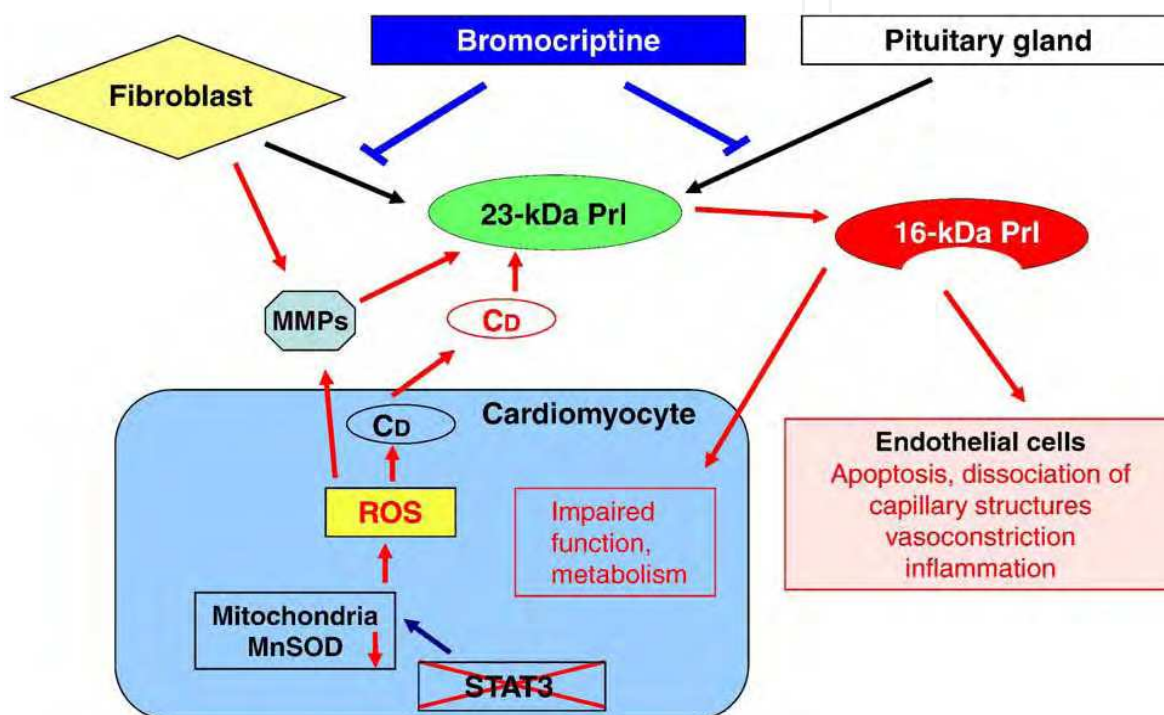 Bromocriptine
Pituitary gland
Fibroblast
23-kDa Prl
16-kDa Prl
MMPs
CD
CD
Cardiomyocyte
ROS
Impaired
function,
metabolism
Endothelial cells
Apoptosis, dissociation of
capillary structures
vasoconstriction
inflammation
Mitochondria
MnSOD
STAT3